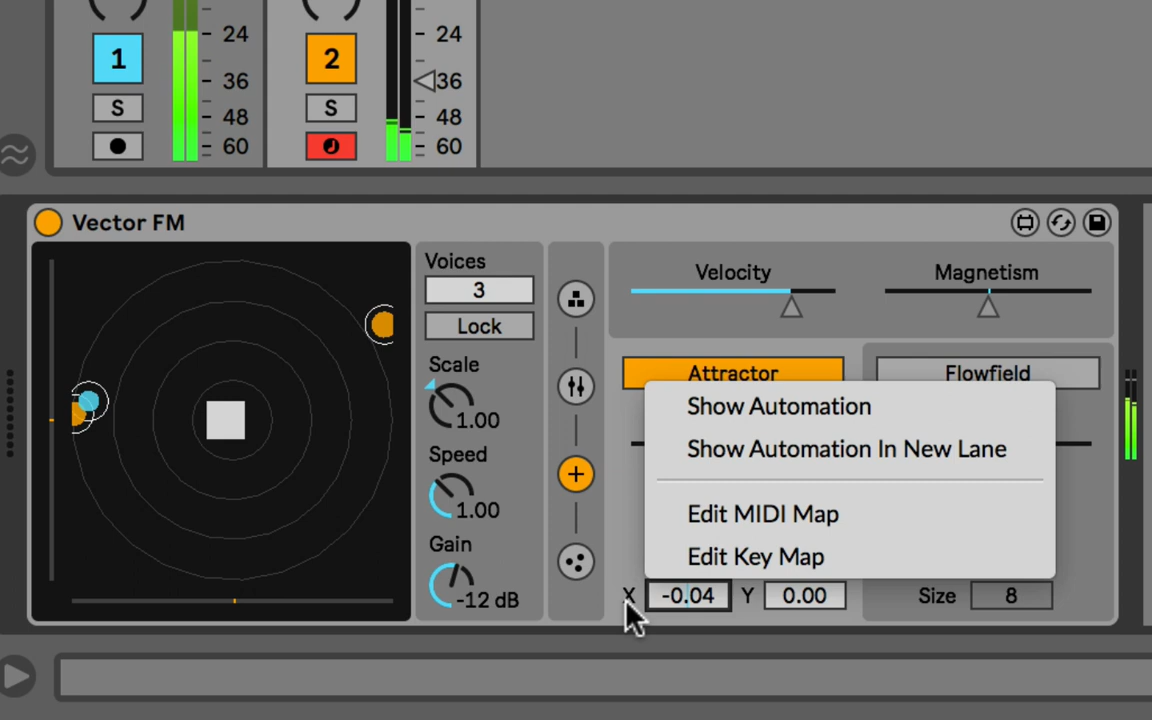 24
24
1
2
36
36
S
S
48
48
60
60
Vector FM
Voices
3
Lock
Scale
1.00
Speed
1.00
Gain
-12 dB
Velocity
Magnetism
Attractor
Flowfield
Show Automation
Show Automation In New Lane
Edit MIDI Map
Edit Key Map
X -0.04 Y 0.00
Size 8